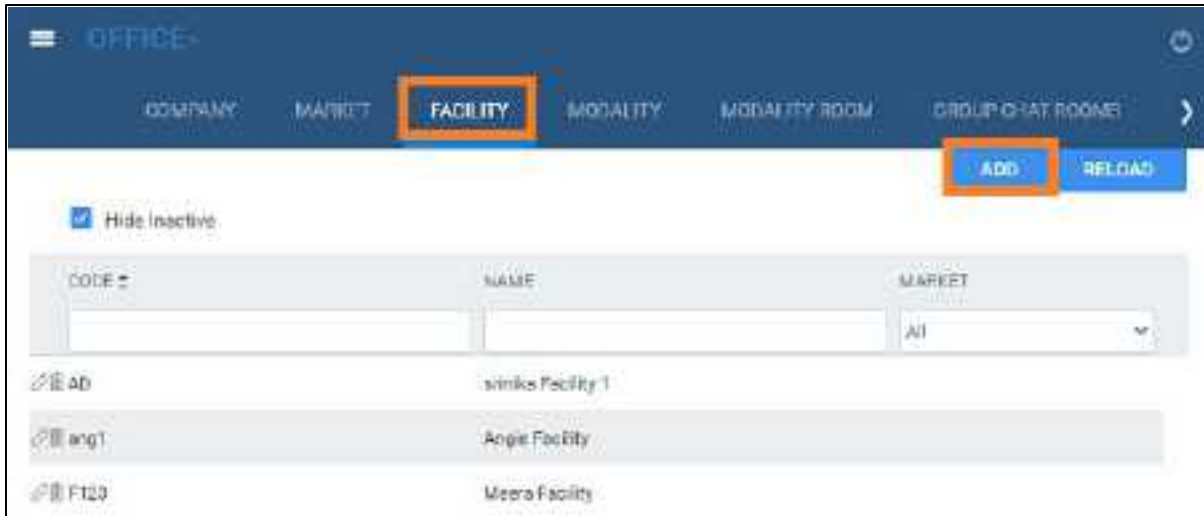 OFFICE
COMPANY MARKET FACILITY MODALITY MODALITY ROOM GROUP CHAT ROOMS
ADD RELOAD
Hide Inactive
CODE NAME MARKET
All
AD Facility 1
ang1 Angie Facility
F123 Meera Facility